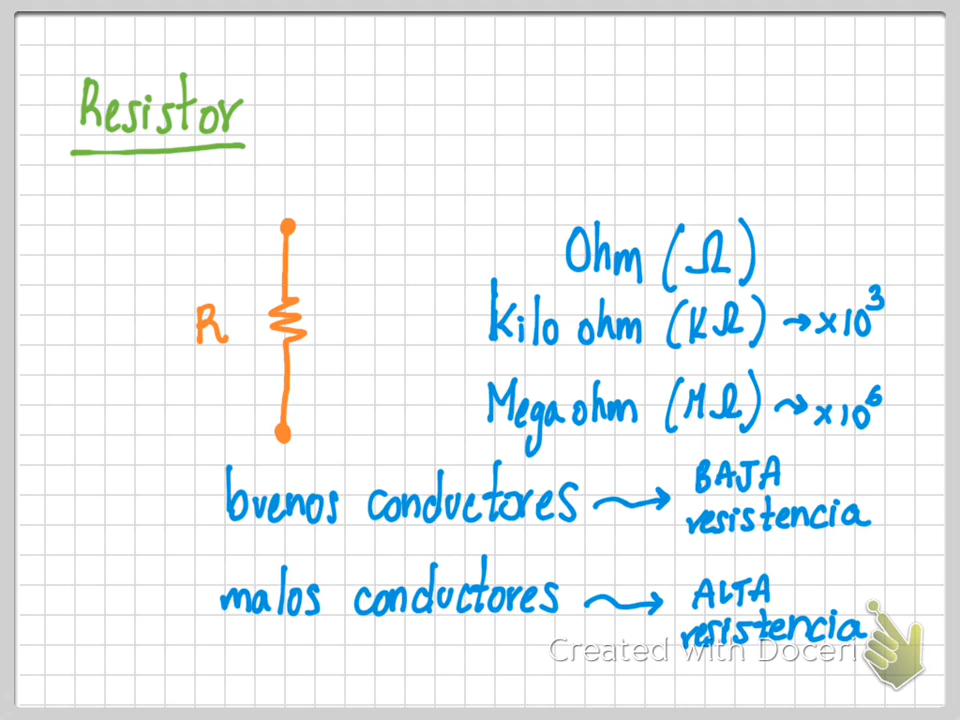 Resistor
R
Ohm (Ω)
Kilo ohm (KΩ) → x10³
Mega ohm (MΩ) → x10⁶
buenos conductores → BAJA
resistencia
malos conductores → ALTA
resistencia
Created with Doceri